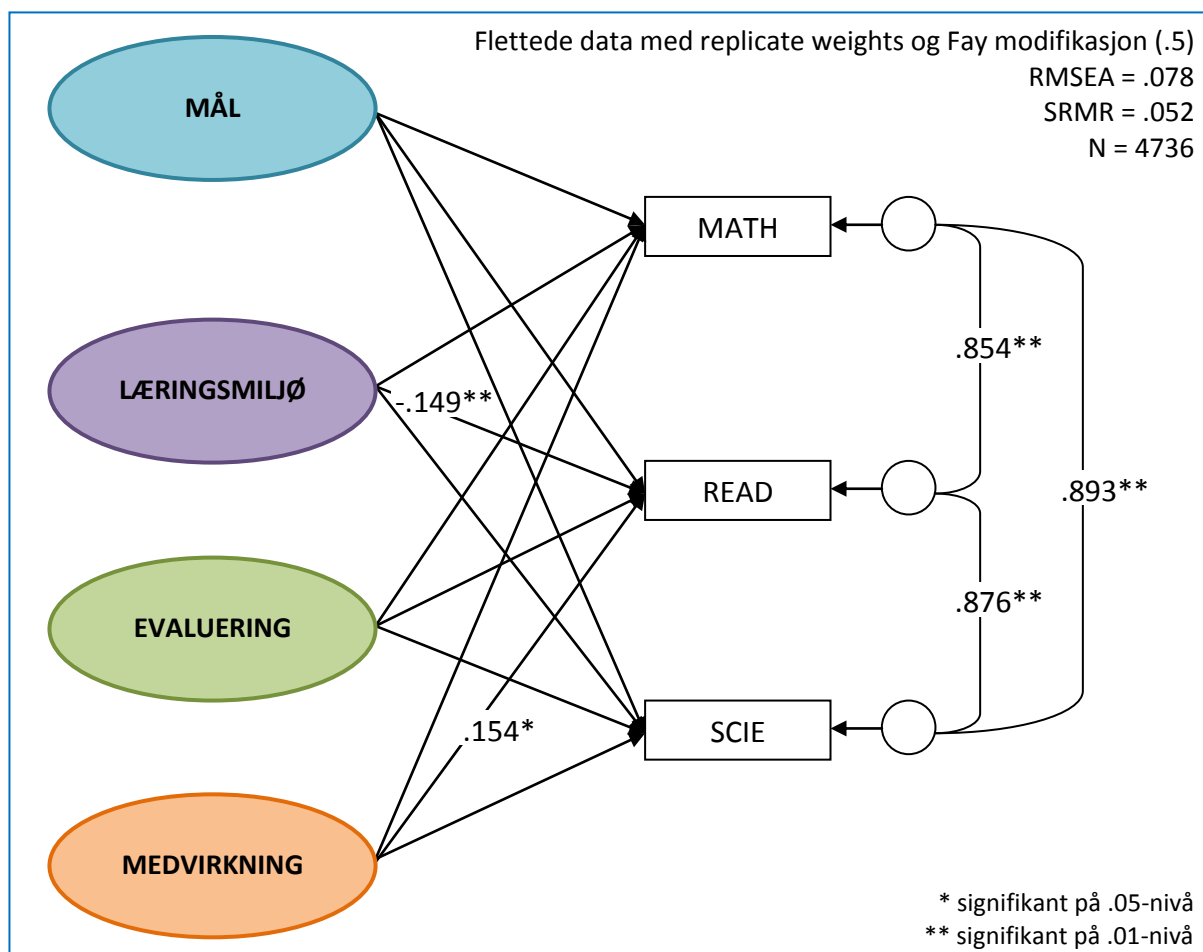 Flettede data med replicate weights og Fay modifikasjon (.5)
RMSEA = .078
SRMR = .052
N = 4736
MÅL
MATH
.854**
LÆRINGSMILJØ
-.149**
READ
.893**
.876**
EVALUERING
.154*
SCIE
MEDVIRKNING
* signifikant på .05-nivå
** signifikant på .01-nivå